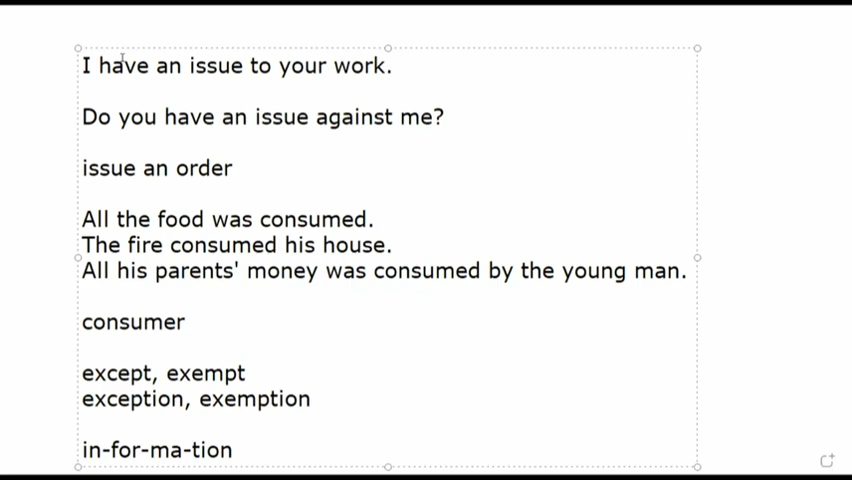 I have an issue to your work.
Do you have an issue against me?
issue an order
All the food was consumed.
The fire consumed his house.
All his parents' money was consumed by the young man.
consumer
except, exempt
exception, exemption
in-for-ma-tion